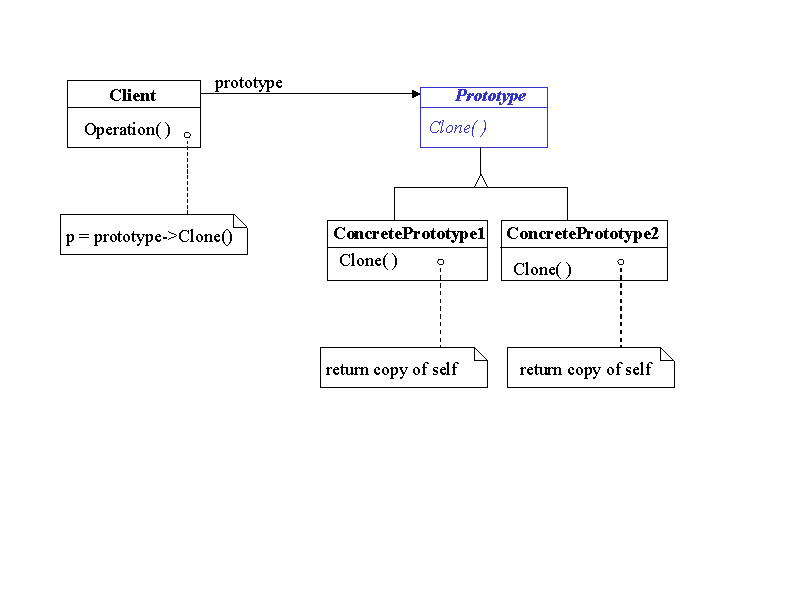 prototype
Client
Prototype
Operation( )
Clone( )
p = prototype->Clone()
ConcretePrototype1
ConcretePrototype2
Clone( )
Clone( )
return copy of self
return copy of self